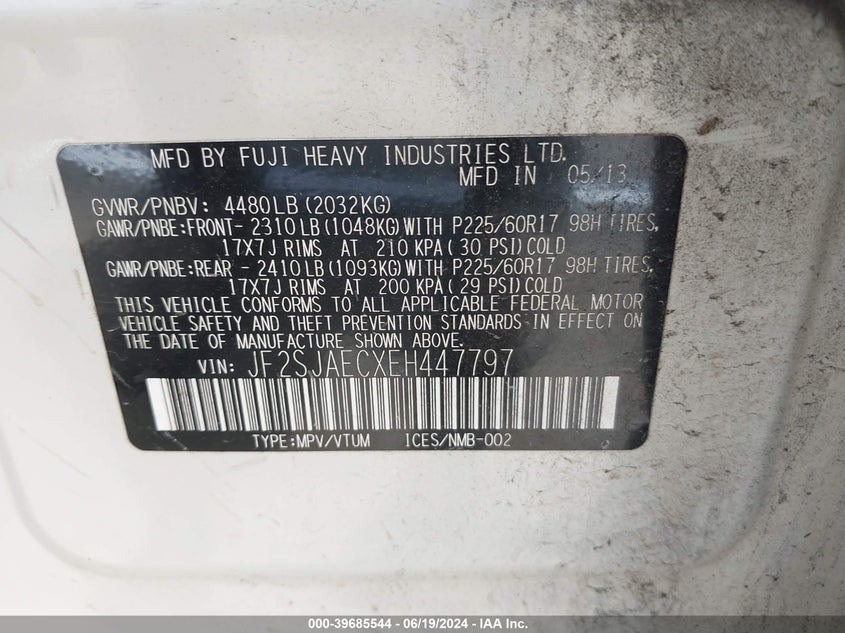 MFD BY FUJI HEAVY INDUSTRIES LTD.
MFD IN 05/13
GVWR/PNBV: 4480LB(2032KG)
GAWR/PNBE:FRONT- 2310LB(1048KG)WITH P225/60R17 98H TIRES,
17X7J RIMS AT 210 KPA(30 PSI)COLD
GAWR/PNBE:REAR - 2410LB(1093KG)WITH P225/60R17 98H TIRES,
17X7J RIMS AT 200 KPA(29 PSI)COLD
THIS VEHICLE CONFORMS TO ALL APPLICABLE FEDERAL MOTOR
VEHICLE SAFETY AND THEFT PREVENTION STANDARDS IN EFFECT ON
THE DATE OF MANUFACTURE SHOWN ABOVE.
VIN: JF2SJAECXEH447797
TYPE:MPV/VTUM ICES/NMB-002
000-39685544 - 06/19/2024 - IAA Inc.